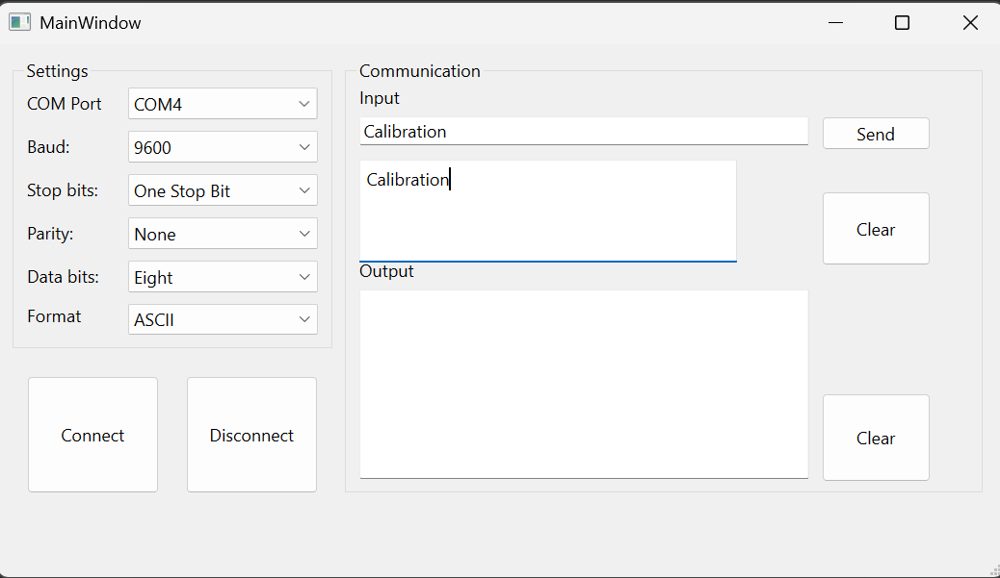 MainWindow
Settings
COM Port
COM4
Baud:
9600
Stop bits:
One Stop Bit
Parity:
None
Data bits:
Eight
Format
ASCII
Connect
Disconnect
Communication
Input
Calibration
Send
Calibration
Clear
Output
Clear